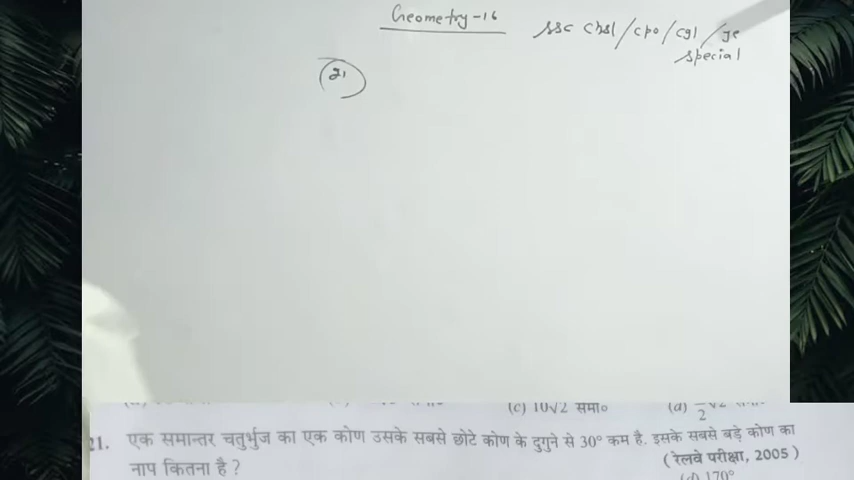 Geometry-16
ssc chsl/cpo/cgl/je
special
21
(c) 10√2 समा०
21. एक समान्तर चतुर्भुज का एक कोण उसके सबसे छोटे कोण के दुगुने से 30° कम है. इसके सबसे बड़े कोण का
नाप कितना है ?
(रेलवे परीक्षा, 2005)
(d) 170°